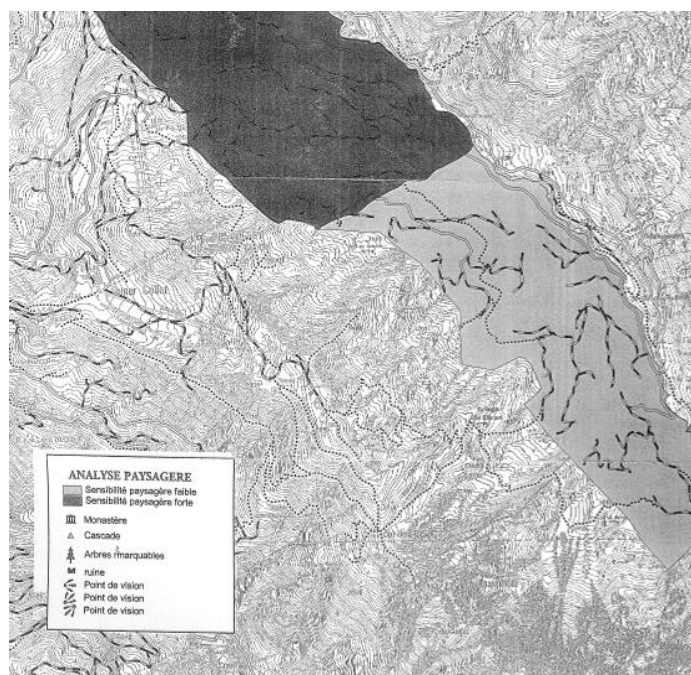 ANALYSE PAYSAGERE
Sensibilité paysagère faible
Sensibilité paysagère forte
Monastère
Cascade
Arbres rmarquables
ruine
Point de vision
Point de vision
Point de vision